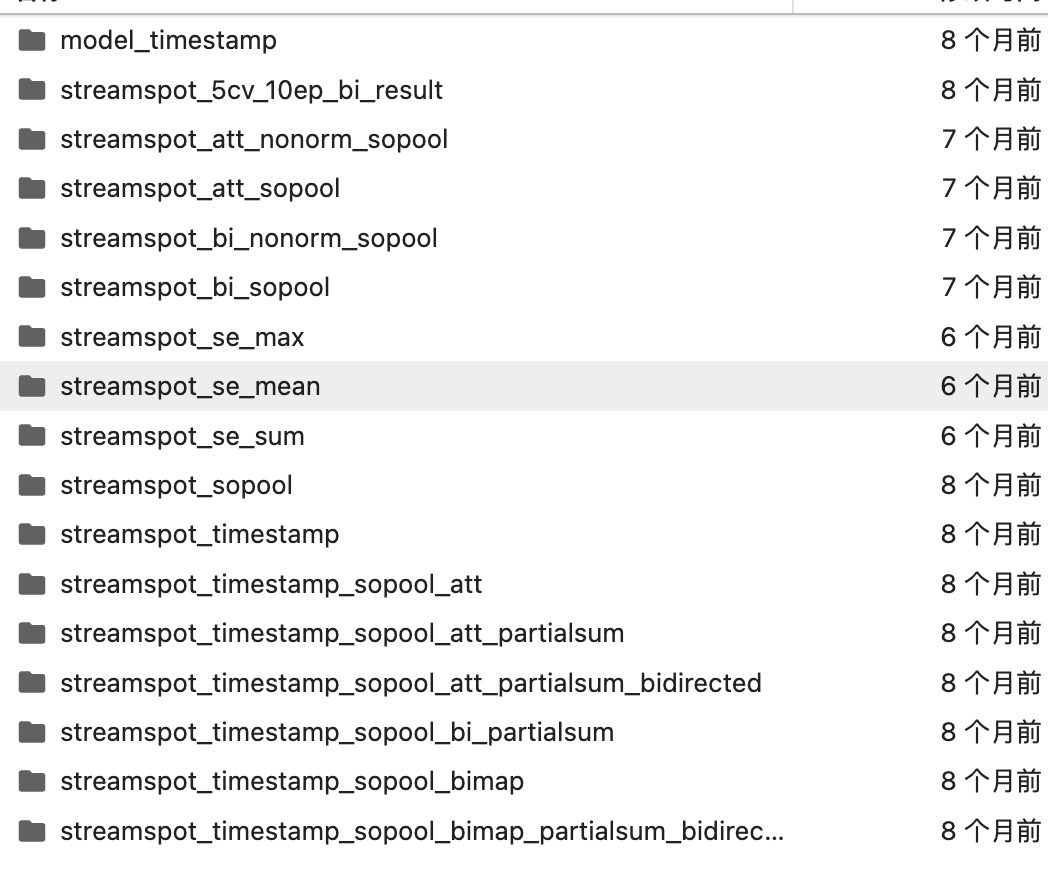 model_timestamp 8 个月前
streamspot_5cv_10ep_bi_result 8 个月前
streamspot_att_nonorm_sopool 7 个月前
streamspot_att_sopool 7 个月前
streamspot_bi_nonorm_sopool 7 个月前
streamspot_bi_sopool 7 个月前
streamspot_se_max 6 个月前
streamspot_se_mean 6 个月前
streamspot_se_sum 6 个月前
streamspot_sopool 8 个月前
streamspot_timestamp 8 个月前
streamspot_timestamp_sopool_att 8 个月前
streamspot_timestamp_sopool_att_partialsum 8 个月前
streamspot_timestamp_sopool_att_partialsum_bidirected 8 个月前
streamspot_timestamp_sopool_bi_partialsum 8 个月前
streamspot_timestamp_sopool_bimap 8 个月前
streamspot_timestamp_sopool_bimap_partialsum_bidirec... 8 个月前